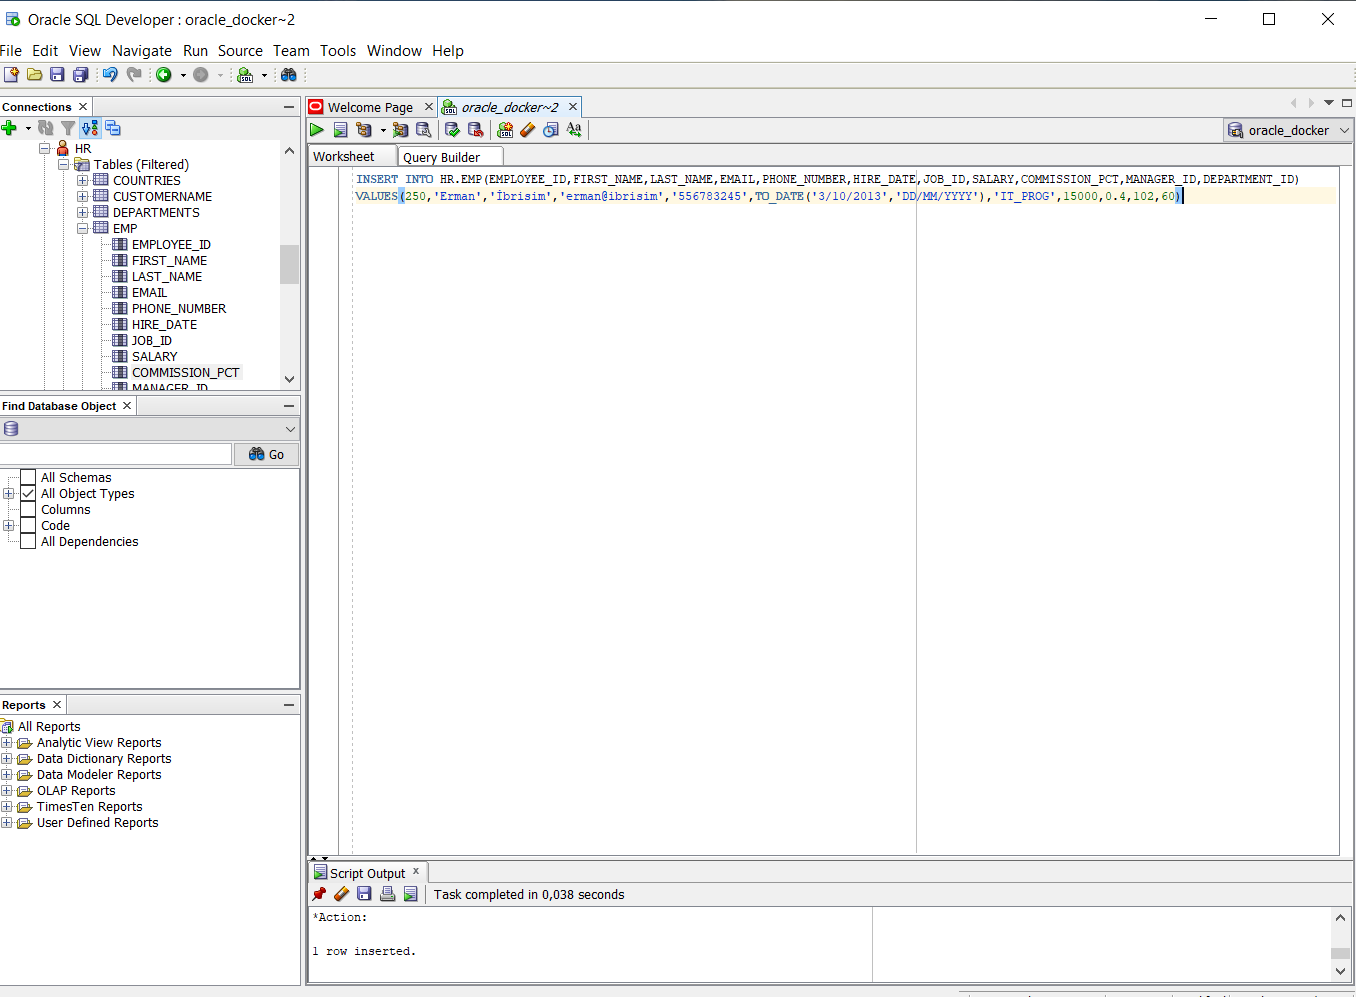 Oracle SQL Developer : oracle_docker~2
File Edit View Navigate Run Source Team Tools Window Help
Connections
HR
Tables (Filtered)
COUNTRIES
CUSTOMERNAME
DEPARTMENTS
EMP
EMPLOYEE_ID
FIRST_NAME
LAST_NAME
EMAIL
PHONE_NUMBER
HIRE_DATE
JOB_ID
SALARY
COMMISSION_PCT
MANAGER_ID
Find Database Object
Go
All Schemas
All Object Types
Columns
Code
All Dependencies
Reports
All Reports
Analytic View Reports
Data Dictionary Reports
Data Modeler Reports
OLAP Reports
TimesTen Reports
User Defined Reports
Welcome Page oracle_docker~2
oracle_docker
Worksheet Query Builder
INSERT INTO HR.EMP(EMPLOYEE_ID,FIRST_NAME,LAST_NAME,EMAIL,PHONE_NUMBER,HIRE_DATE,JOB_ID,SALARY,COMMISSION_PCT,MANAGER_ID,DEPARTMENT_ID)
VALUES(250,'Erman','İbrisim','erman@ibrisim','556783245',TO_DATE('3/10/2013','DD/MM/YYYY'),'IT_PROG',15000,0.4,102,60)
Script Output
Task completed in 0,038 seconds
*Action:
1 row inserted.